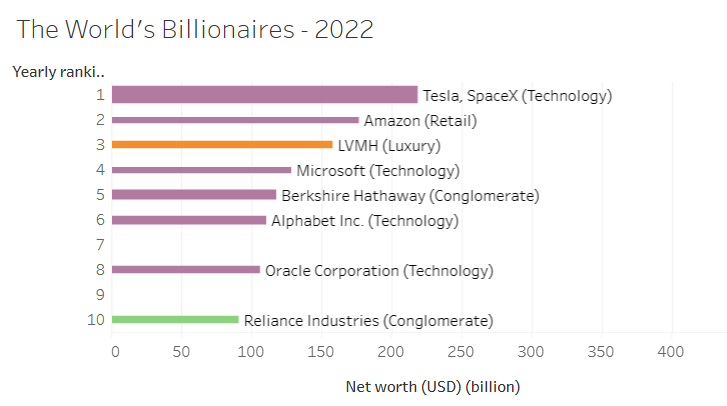 The World's Billionaires - 2022
Yearly ranki..
1 Tesla, SpaceX (Technology)
2 Amazon (Retail)
3 LVMH (Luxury)
4 Microsoft (Technology)
5 Berkshire Hathaway (Conglomerate)
6 Alphabet Inc. (Technology)
7
8 Oracle Corporation (Technology)
9
10 Reliance Industries (Conglomerate)
0 50 100 150 200 250 300 350 400
Net worth (USD) (billion)